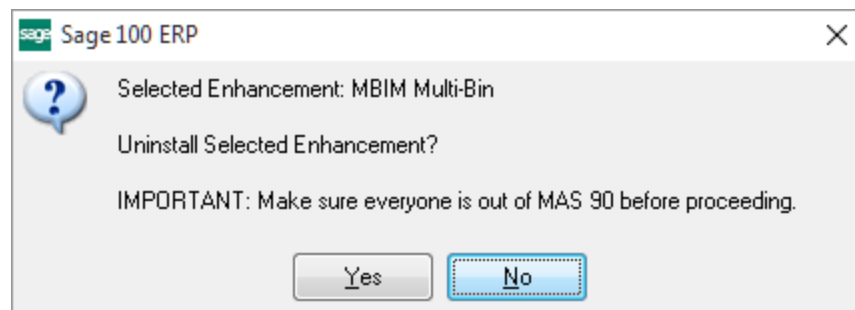 sage Sage 100 ERP
?
Selected Enhancement: MBIM Multi-Bin
Uninstall Selected Enhancement?
IMPORTANT: Make sure everyone is out of MAS 90 before proceeding.
Yes No